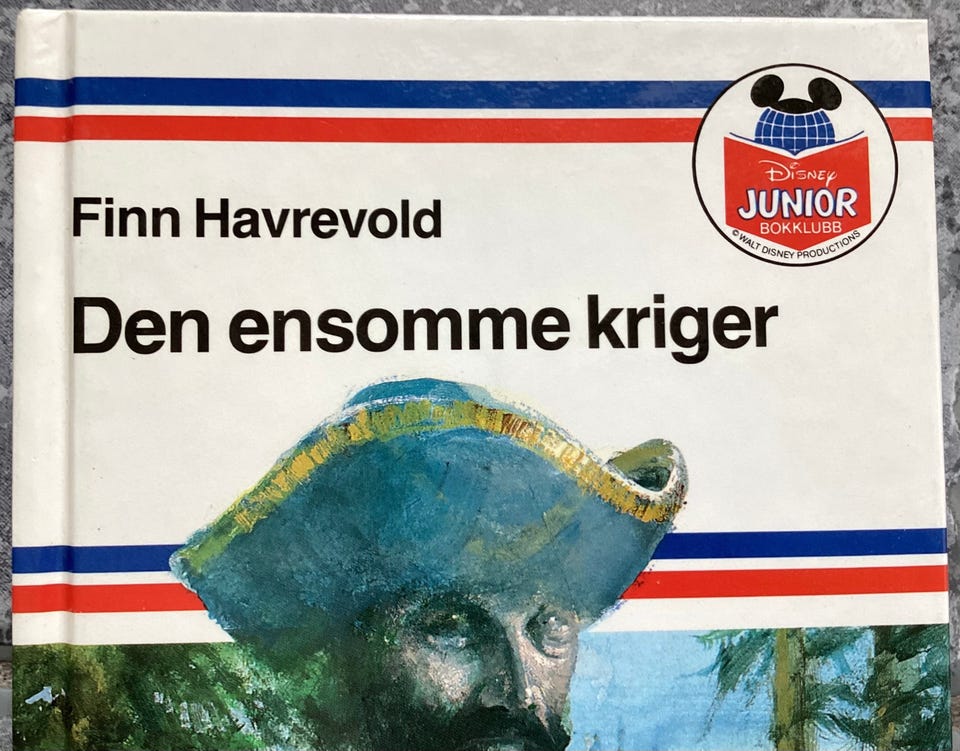 Disney
JUNIOR
BOKKLUBB
© WALT DISNEY PRODUCTIONS
Finn Havrevold
Den ensomme kriger